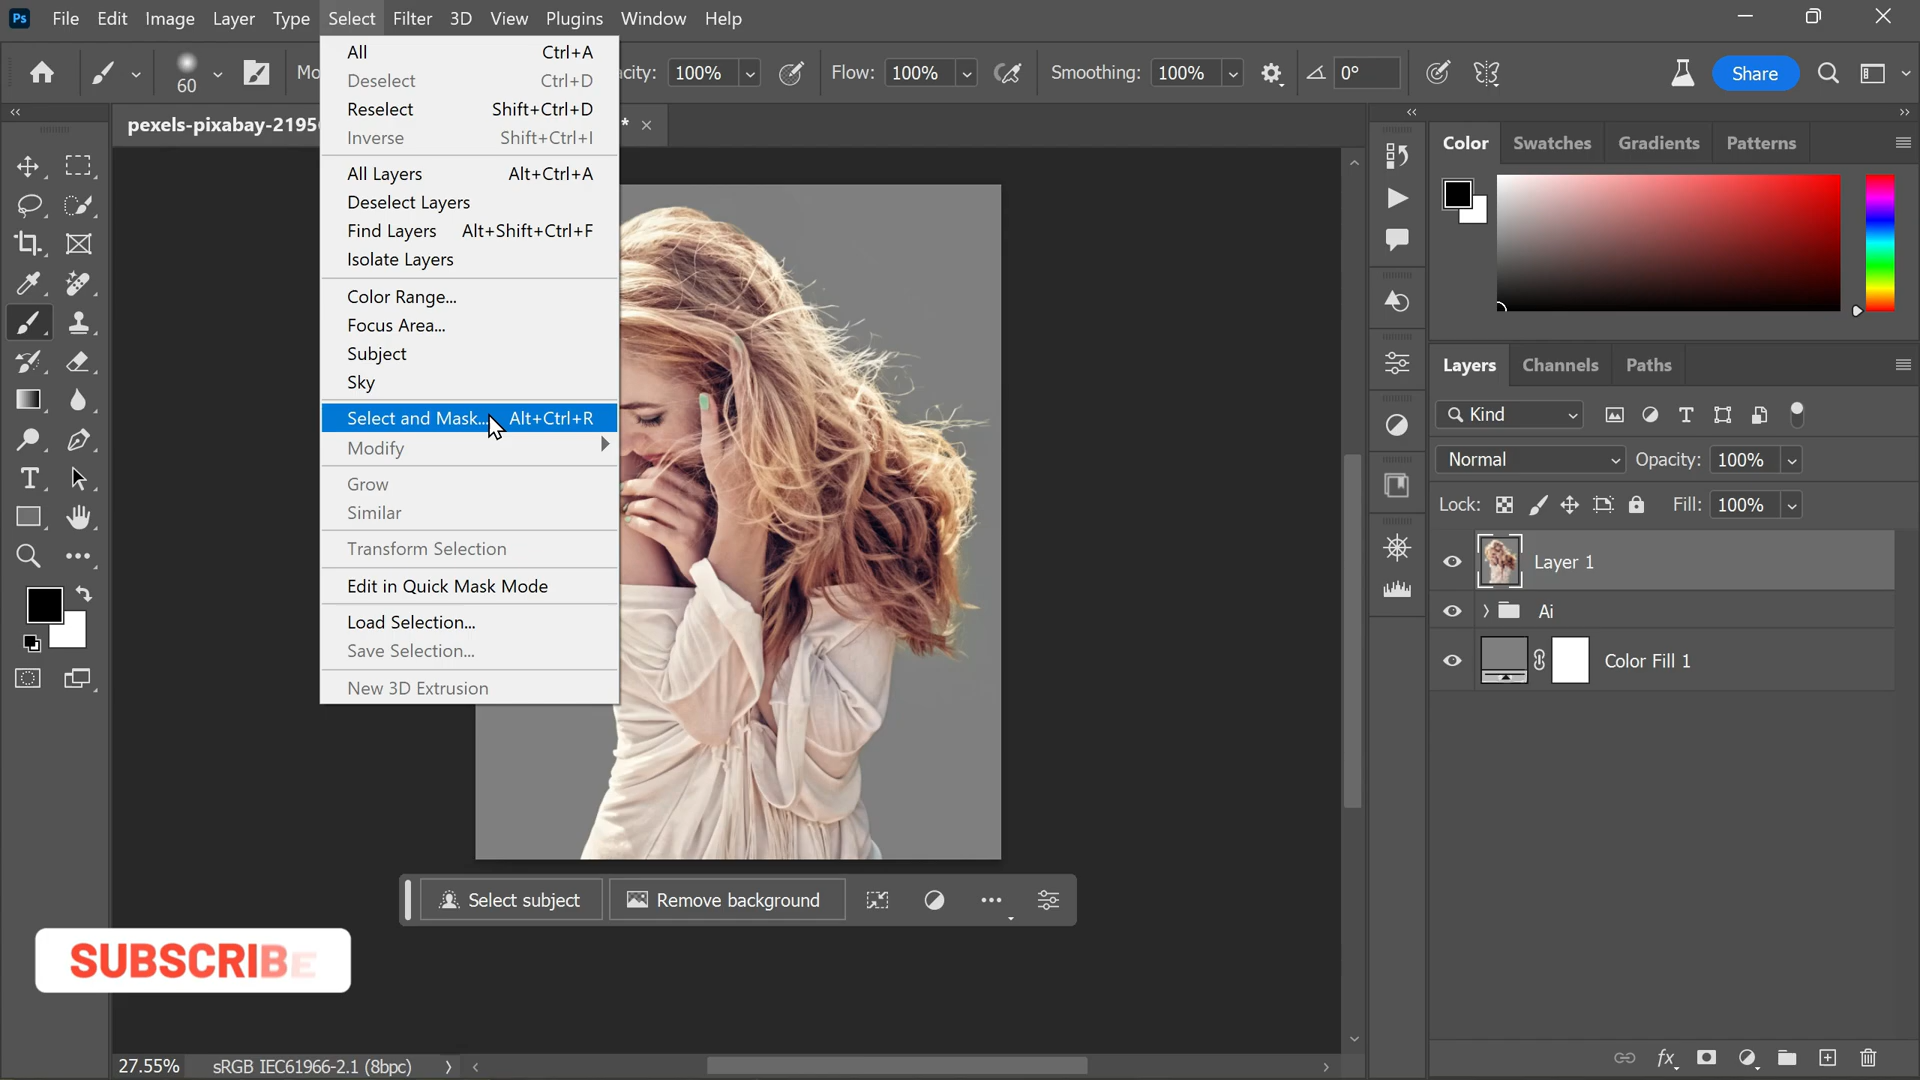 Ps File Edit Image Layer Type Select Filter 3D View Plugins Window Help
60 Mo city: 100% Flow: 100% Smoothing: 100% 0° Share
pexels-pixabay-2195 * ×
All Ctrl+A
Deselect Ctrl+D
Reselect Shift+Ctrl+D
Inverse Shift+Ctrl+I
All Layers Alt+Ctrl+A
Deselect Layers
Find Layers Alt+Shift+Ctrl+F
Isolate Layers
Color Range...
Focus Area...
Subject
Sky
Select and Mask... Alt+Ctrl+R
Modify
Grow
Similar
Transform Selection
Edit in Quick Mask Mode
Load Selection...
Save Selection...
New 3D Extrusion
Select subject Remove background
SUBSCRIBE
27.55% sRGB IEC61966-2.1 (8bpc)
Color Swatches Gradients Patterns
Layers Channels Paths
Kind
Normal Opacity: 100%
Lock: Fill: 100%
Layer 1
Ai
Color Fill 1
fx